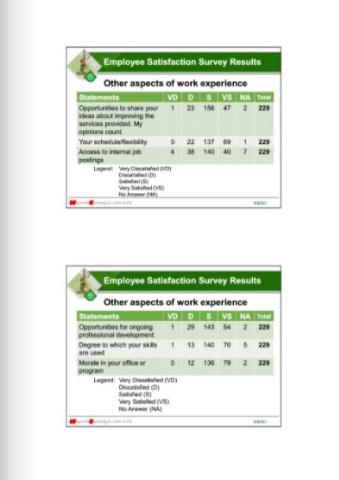 Employee Satisfaction Survey Results
Other aspects of work experience
Statements VD D S VS NA Total
Opportunities to share your 1 23 156 47 2 229
ideas about improving the
services provided. My
opinions count.
Your schedule/flexibility 0 22 137 69 1 229
Access to internal job 4 38 140 40 7 229
postings
Legend: Very Dissatisfied (VD)
Dissatisfied (D)
Satisfied (S)
Very Satisfied (VS)
No Answer (NA)
Employee Satisfaction Survey Results
Other aspects of work experience
Statements VD D S VS NA Total
Opportunities for ongoing 1 29 143 54 2 229
professional development
Degree to which your skills 1 13 140 70 5 229
are used
Morale in your office or 0 12 136 79 2 229
program
Legend: Very Dissatisfied (VD)
Dissatisfied (D)
Satisfied (S)
Very Satisfied (VS)
No Answer (NA)